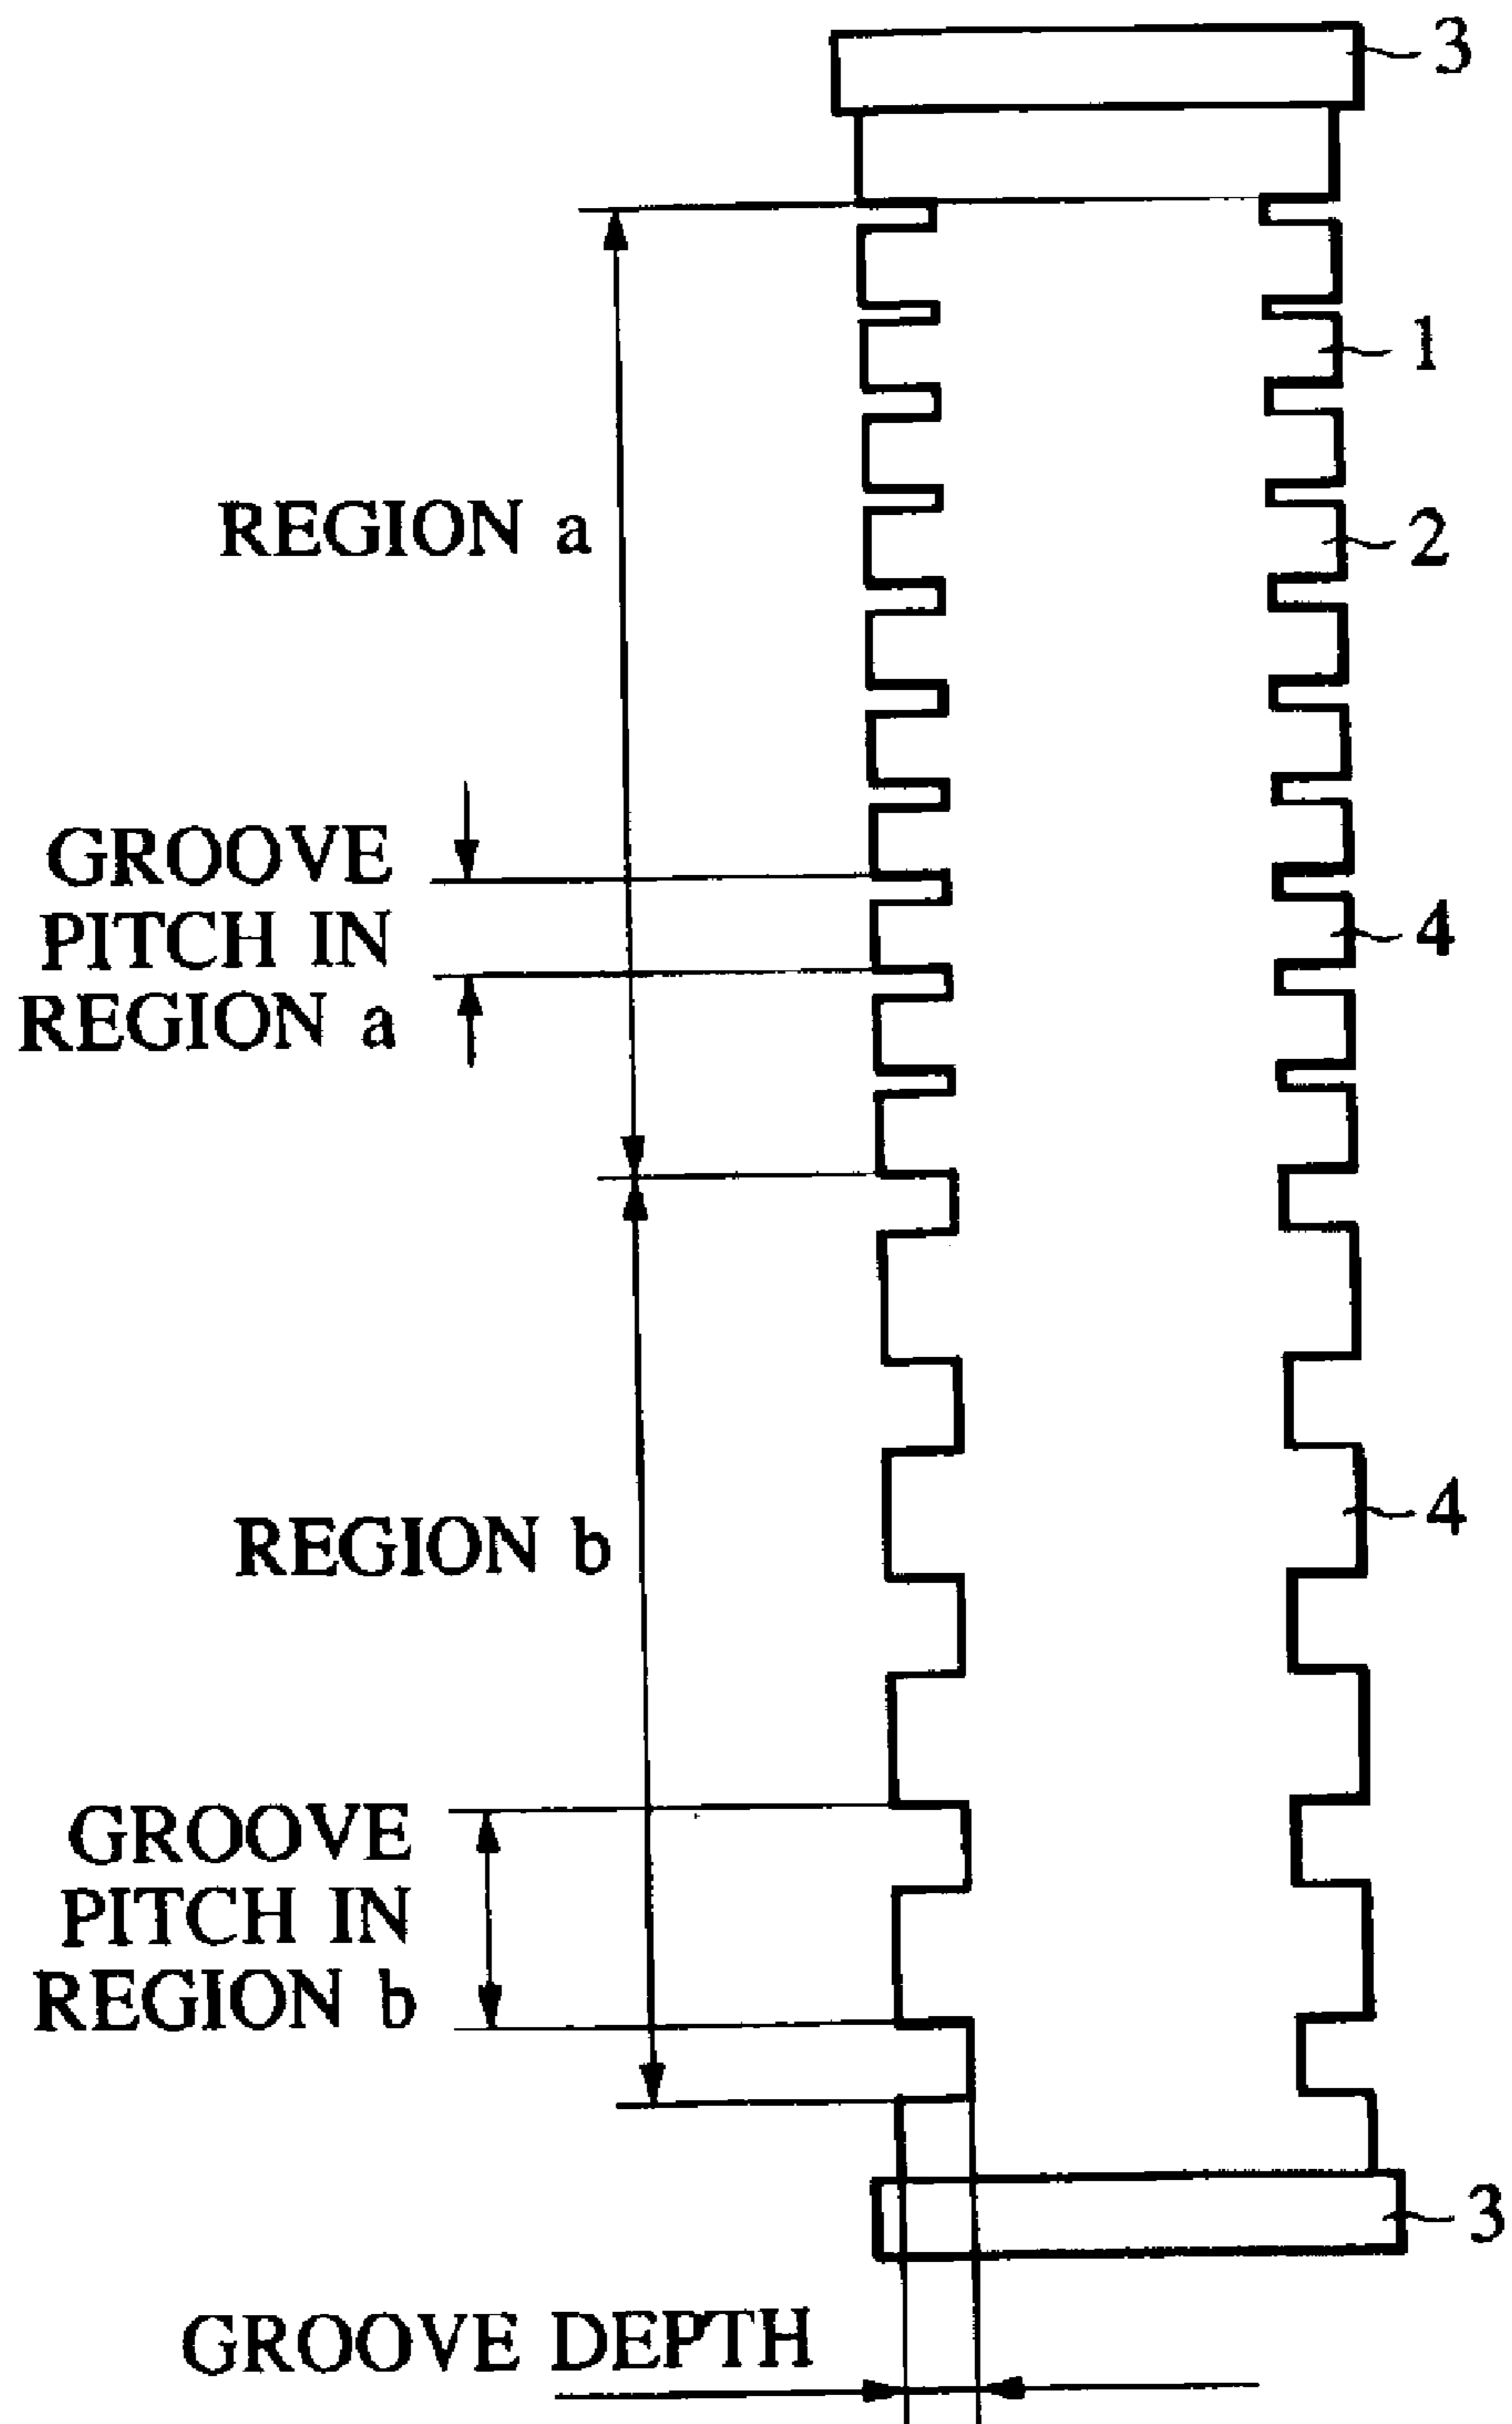 3
1
REGION a
2
GROOVE
PITCH IN
REGION a
4
REGION b
4
GROOVE
PITCH IN
REGION b
3
GROOVE DEPTH